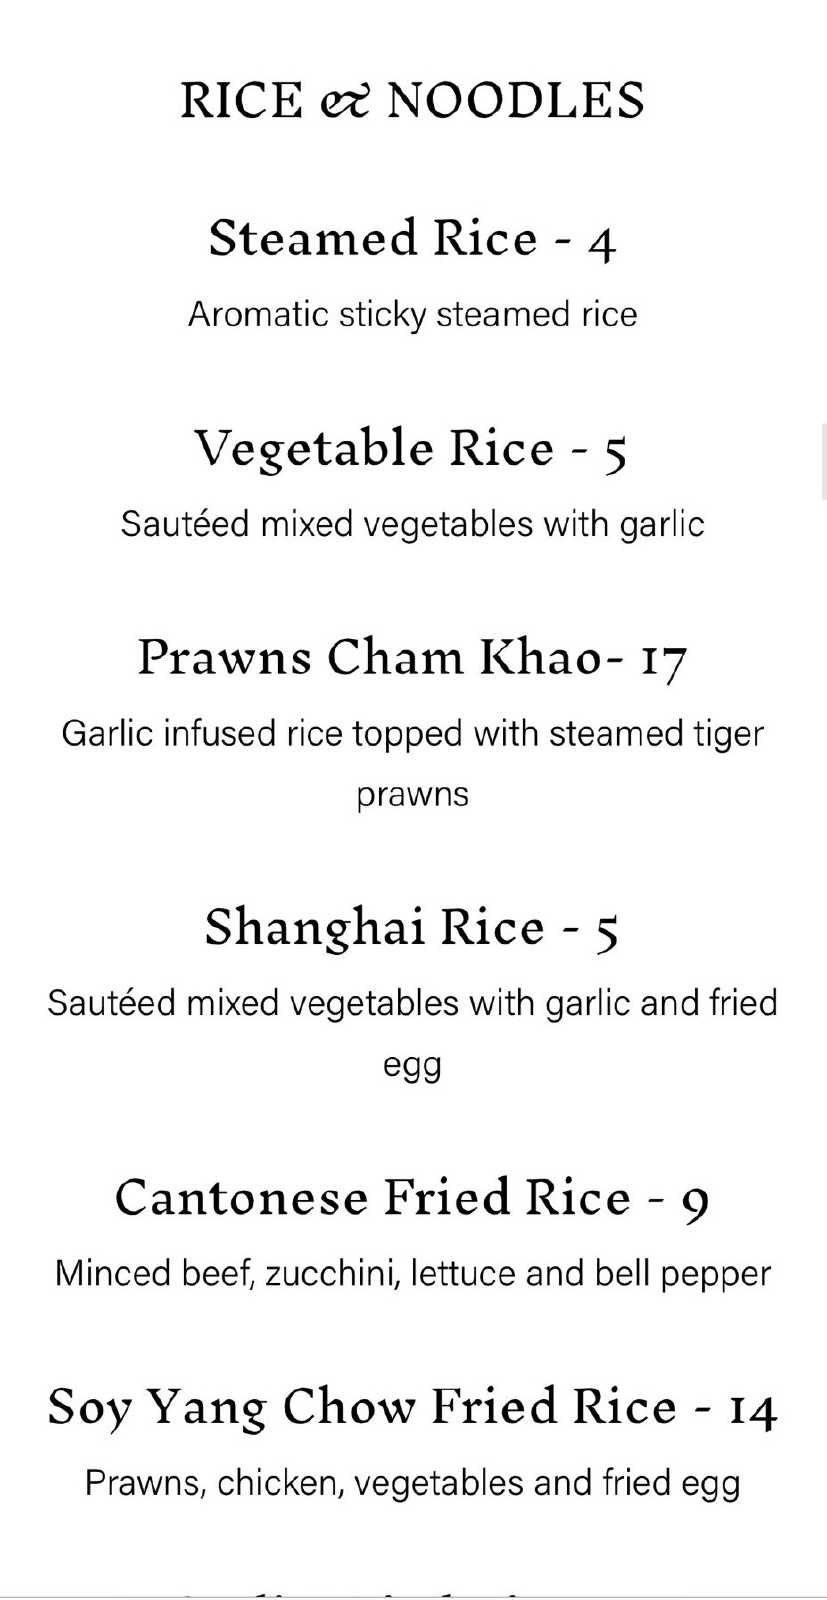 RICE & NOODLES
Steamed Rice - 4
Aromatic sticky steamed rice
Vegetable Rice - 5
Sautéed mixed vegetables with garlic
Prawns Cham Khao- 17
Garlic infused rice topped with steamed tiger
prawns
Shanghai Rice - 5
Sautéed mixed vegetables with garlic and fried
egg
Cantonese Fried Rice - 9
Minced beef, zucchini, lettuce and bell pepper
Soy Yang Chow Fried Rice - 14
Prawns, chicken, vegetables and fried egg